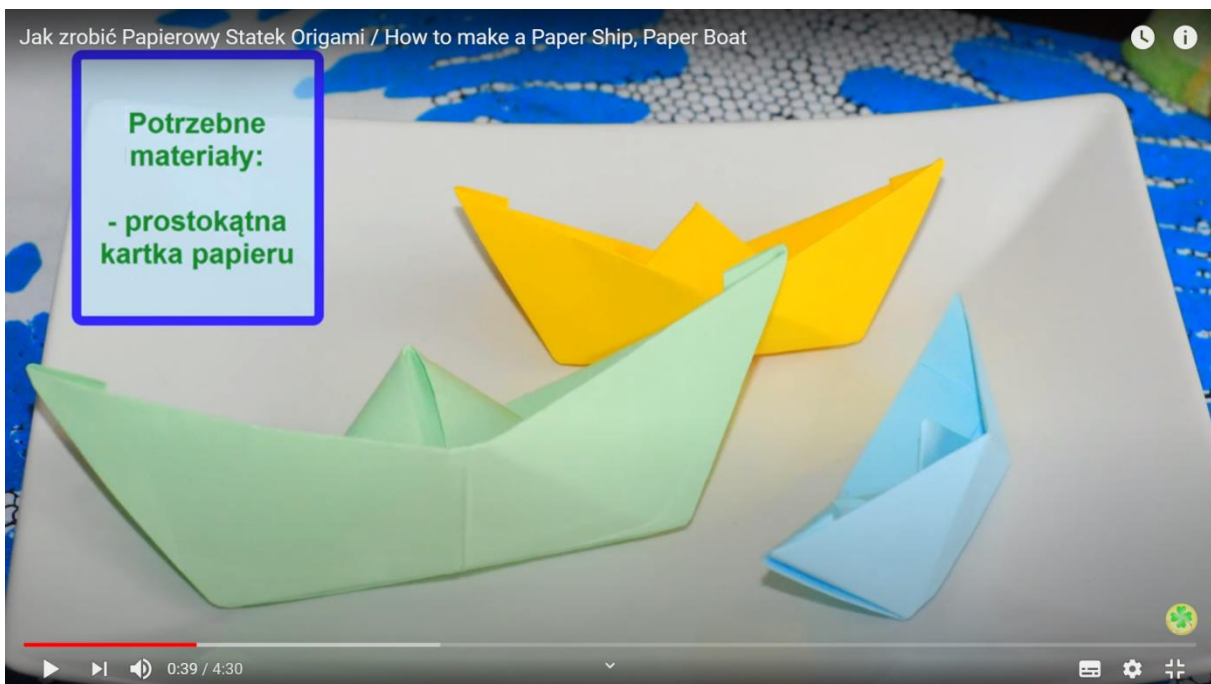 Jak zrobić Papierowy Statek Origami / How to make a Paper Ship, Paper Boat
Potrzebne
materiały:
- prostokątna
kartka papieru
0:39 / 4:30